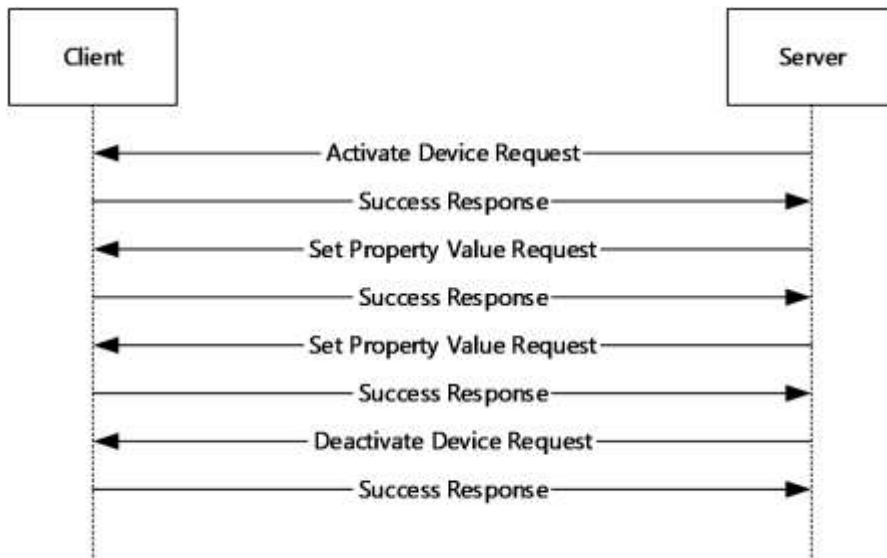 Client
Server
Activate Device Request
Success Response
Set Property Value Request
Success Response
Set Property Value Request
Success Response
Deactivate Device Request
Success Response